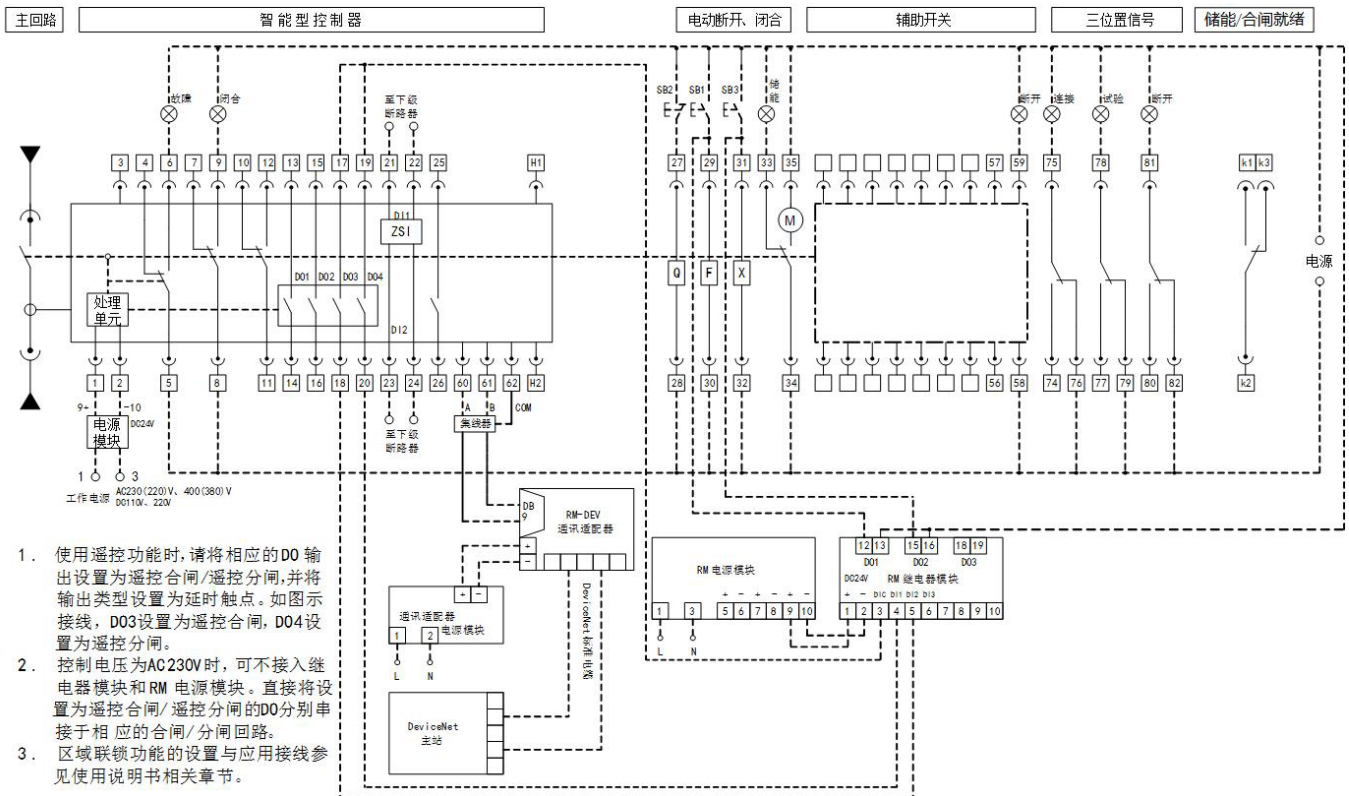 主回路
智能型控制器
电动断开、闭合
辅助开关
三位置信号
储能/合闸就绪
故障
闭合
至下级
断路器
SB2
SB1
SB3
储
能
断开
连接
试验
断开
3
4
6
7
9
10
12
13
15
17
19
21
22
25
H1
27
29
31
33
35
57
59
75
78
81
k1
k3
DI1
ZSI
M
电源
Q
F
X
DO1
DO2
DO3
DO4
处理
单元
DI2
1
2
5
8
11
14
16
18
20
23
24
26
60
61
62
H2
28
30
32
34
56
58
74
76
77
79
80
82
k2
9+
-10
电源
模块
DC24V
A
B
COM
集线器
至下级
断路器
1
3
工作电源
AC230(220)V、400(380)V
DC110V、220V
DB
9
RM-DEV
通讯适配器
+
−
DeviceNet标准电缆
+
−
通讯适配器
电源模块
1
2
L
N
DeviceNet
主站
RM 电源模块
+ − + − + −
1
3
5
6
7
8
9
10
L
N
12
13
15
16
18
19
DO1
DO2
DO3
DC24V
RM 继电器模块
+ − DIC DI1 DI2 DI3
1
2
3
4
5
6
7
8
9
10
1. 使用遥控功能时,请将相应的DO 输
出设置为遥控合闸/遥控分闸,并将
输出类型设置为延时触点。如图示
接线，DO3设置为遥控合闸,DO4设
置为遥控分闸。
2. 控制电压为AC230V时，可不接入继
电器模块和RM 电源模块。直接将设
置为遥控合闸/遥控分闸的DO分别串
接于相 应的合闸/分闸回路。
3. 区域联锁功能的设置与应用接线参
见使用说明书相关章节。